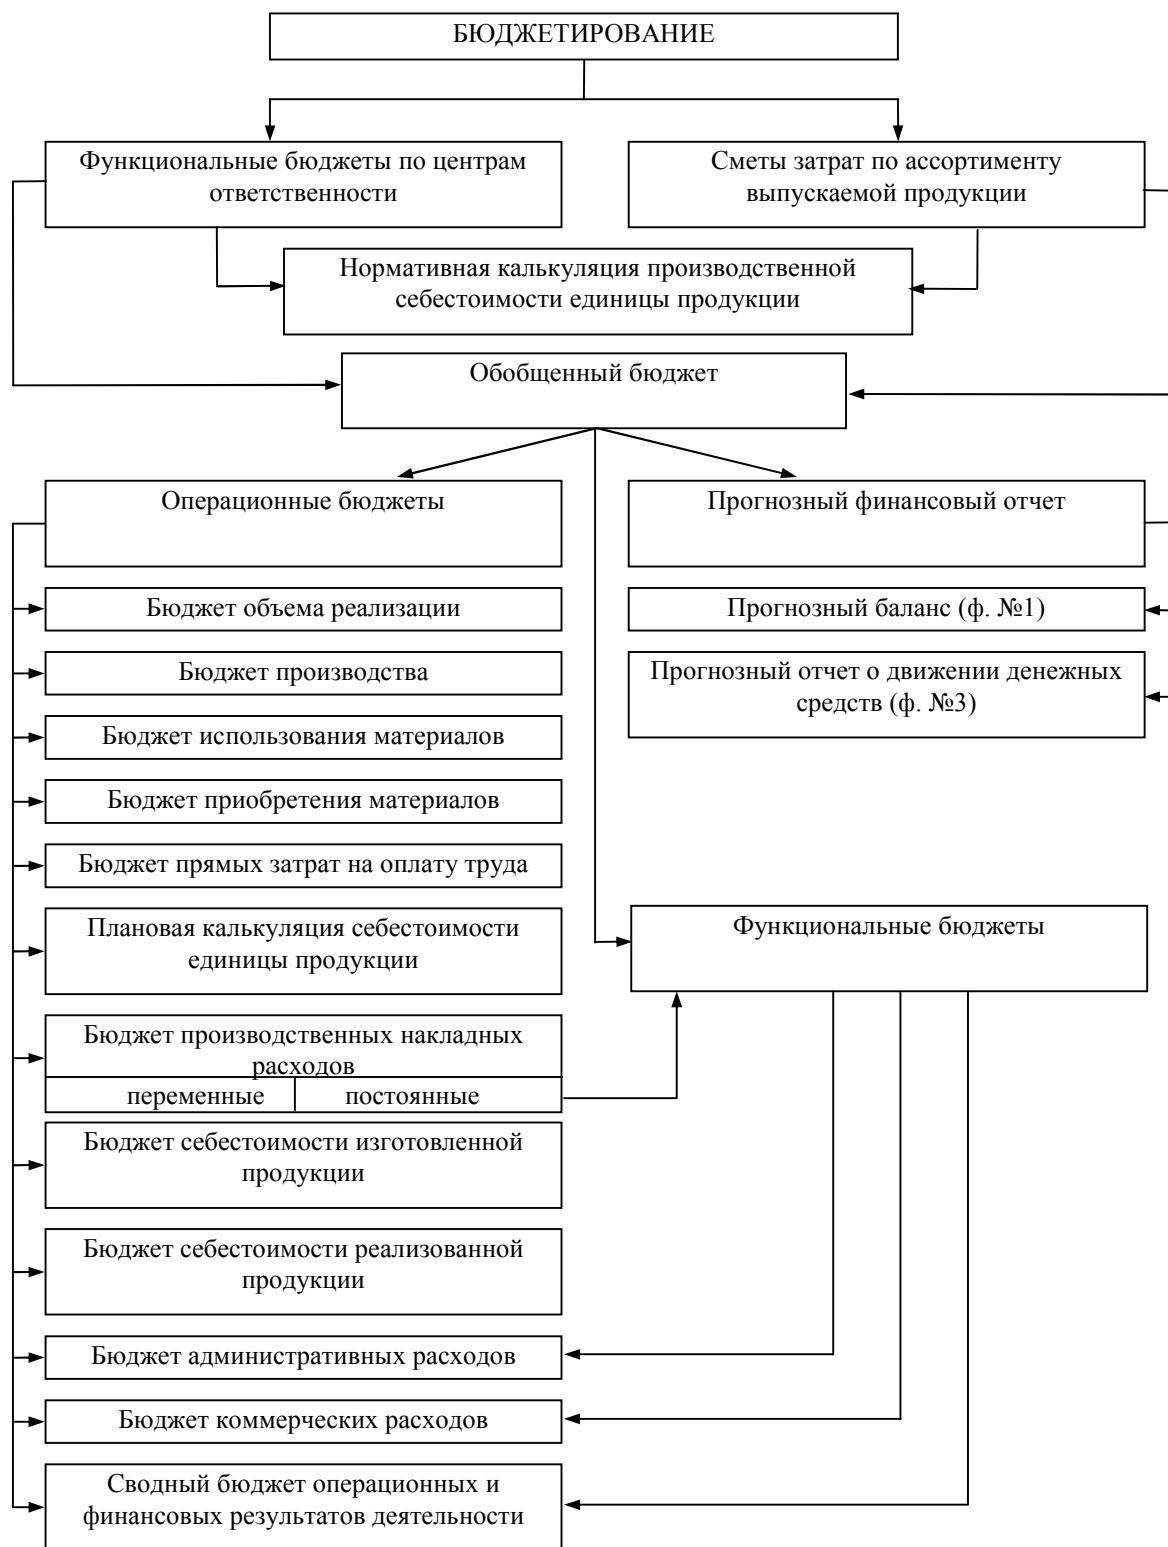 БЮДЖЕТИРОВАНИЕ
Функциональные бюджеты по центрам
ответственности
Сметы затрат по ассортименту
выпускаемой продукции
Нормативная калькуляция производственной
себестоимости единицы продукции
Обобщенный бюджет
Операционные бюджеты
Прогнозный финансовый отчет
Бюджет объема реализации
Прогнозный баланс (ф. №1)
Бюджет производства
Прогнозный отчет о движении денежных
средств (ф. №3)
Бюджет использования материалов
Бюджет приобретения материалов
Бюджет прямых затрат на оплату труда
Плановая калькуляция себестоимости
единицы продукции
Функциональные бюджеты
Бюджет производственных накладных
расходов
переменные
постоянные
Бюджет себестоимости изготовленной
продукции
Бюджет себестоимости реализованной
продукции
Бюджет административных расходов
Бюджет коммерческих расходов
Сводный бюджет операционных и
финансовых результатов деятельности